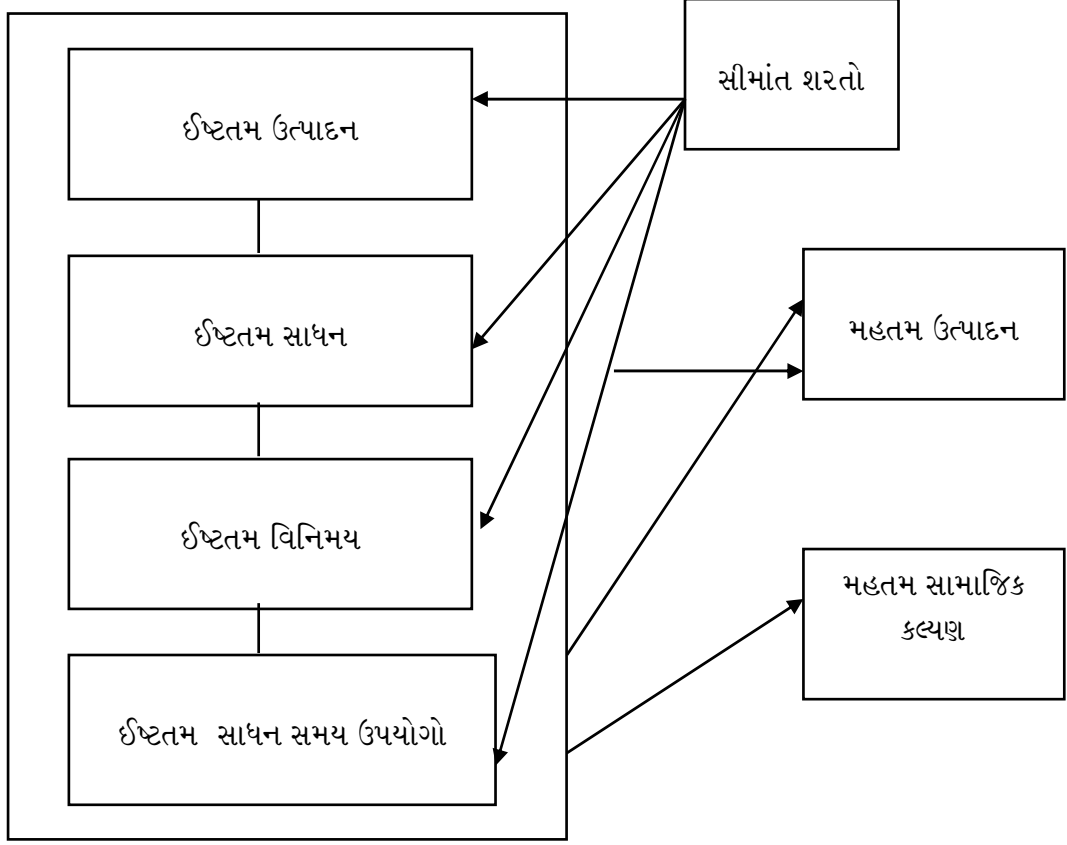 સીમાંત શરતો
ઈષ્ટતમ ઉત્પાદન
ઈષ્ટતમ સાધન
મહતમ ઉત્પાદન
ઈષ્ટતમ વિનિમય
મહતમ સામાજિક
કલ્યણ
ઈષ્ટતમ સાધન સમય ઉપયોગો